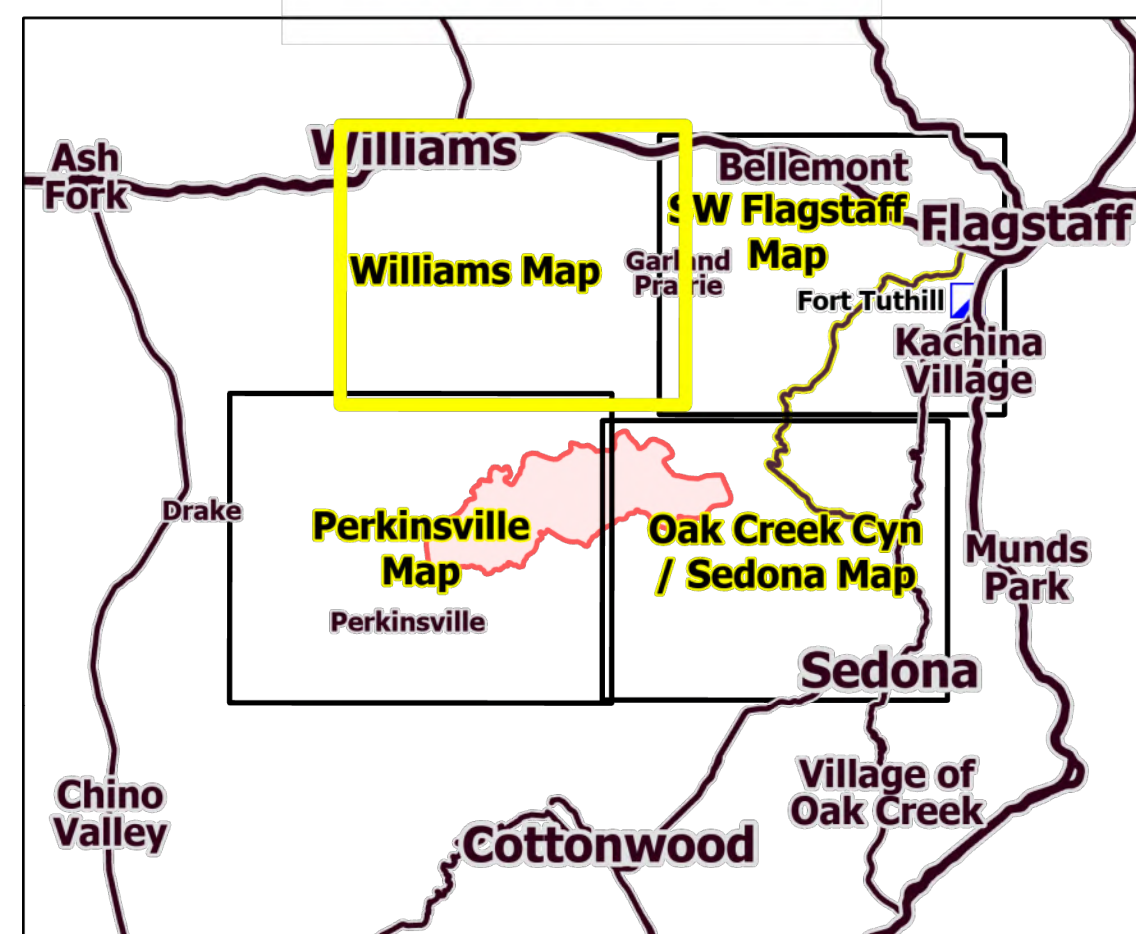 Williams
Ash
Fork
Bellemont
SW Flagstaff
Map
Flagstaff
Williams Map
Garland
Prairie
Fort Tuthill
Kachina
Village
Drake
Perkinsville
Map
Oak Creek Cyn
/ Sedona Map
Munds
Park
Perkinsville
Sedona
Village of
Oak Creek
Chino
Valley
Cottonwood